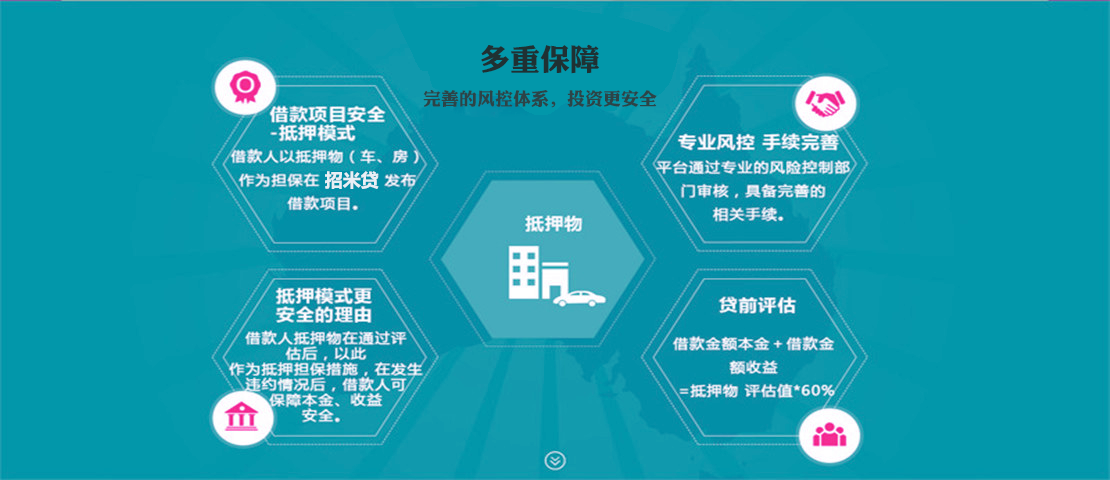 多重保障
完善的风控体系，投资更安全
借款项目安全
-抵押模式
借款人以抵押物（车、房）
作为担保在 招米贷 发布
借款项目。
专业风控 手续完善
平台通过专业的风险控制部
门审核，具备完善的
相关手续。
抵押物
抵押模式更
安全的理由
借款人抵押物在通过评
估后，以此
作为抵押担保措施，在发生
违约情况后，借款人可
保障本金、收益
安全。
贷前评估
借款金额本金＋借款金
额收益
=抵押物 评估值*60%